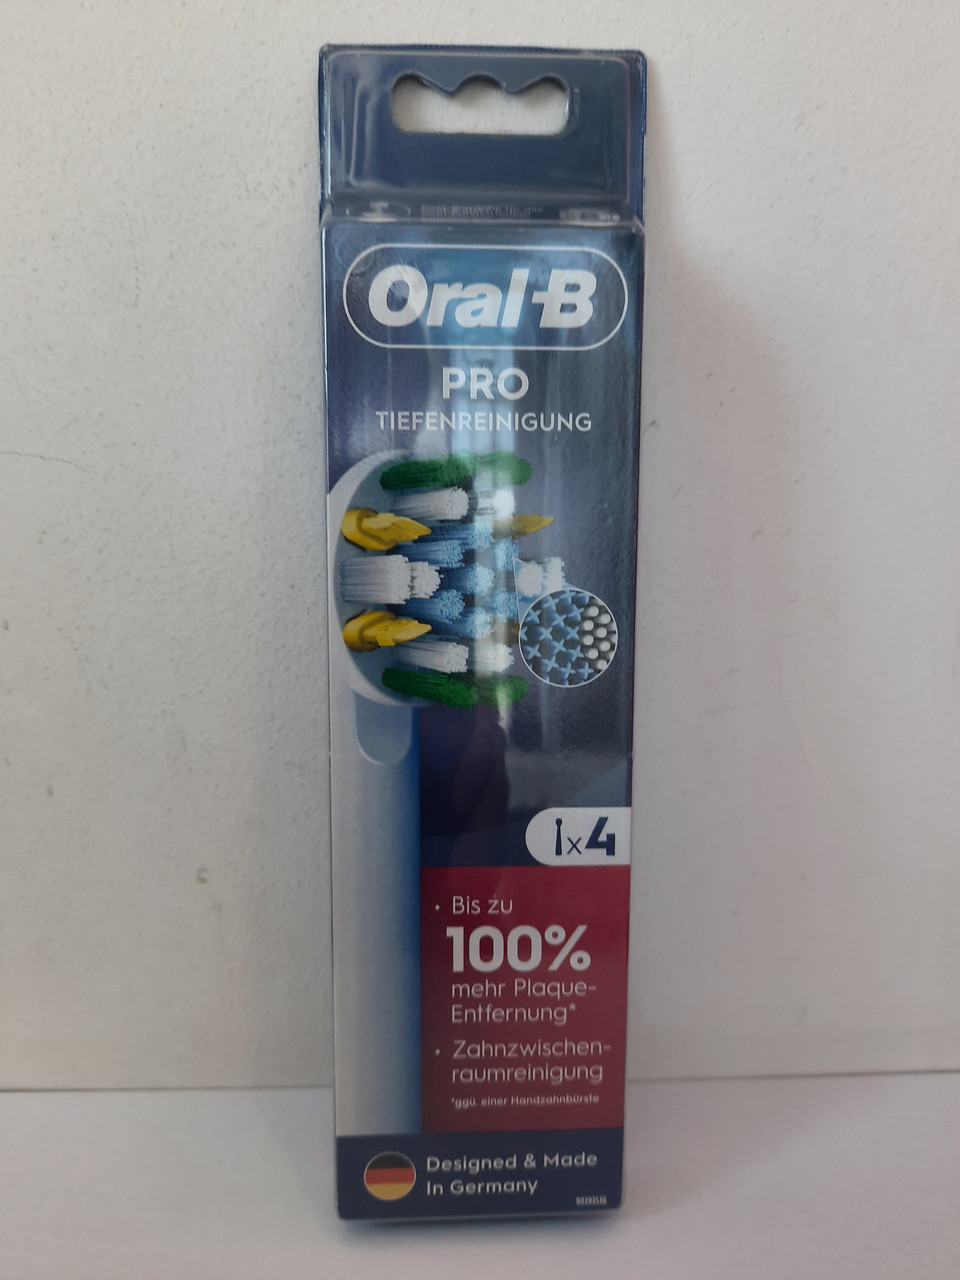 Oral-B
PRO
TIEFENREINIGUNG
x4
• Bis zu
100%
mehr Plaque-
Entfernung*
• Zahnzwischen-
raumreinigung
*ggü. einer Handzahnbürste
Designed & Made
In Germany